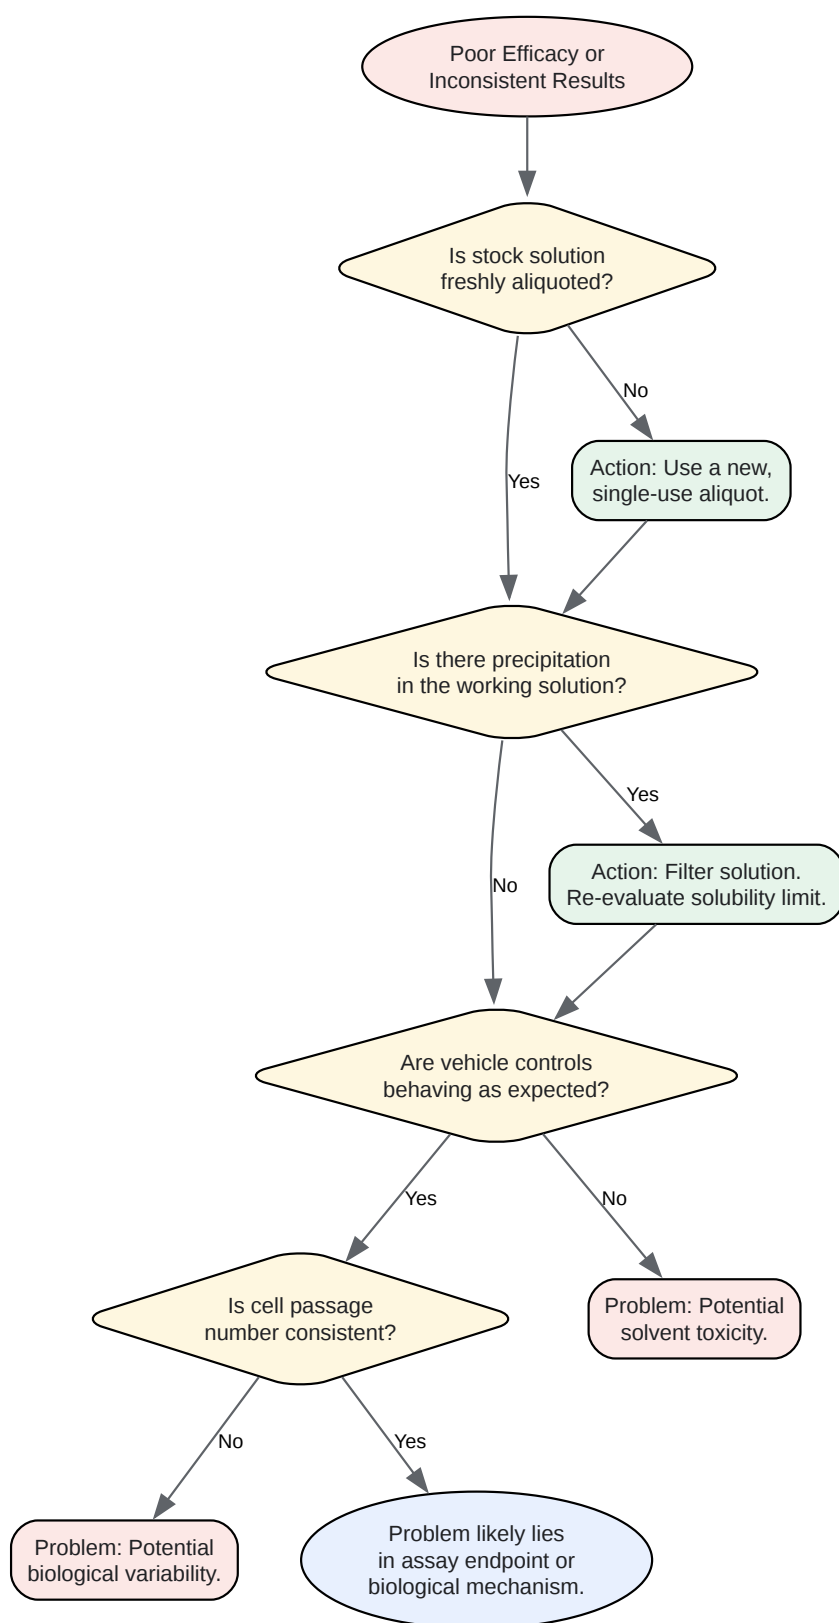 Poor Efficacy or
Inconsistent Results
Is stock solution
freshly aliquoted?
No
Action: Use a new,
single-use aliquot.
Yes
Is there precipitation
in the working solution?
Yes
Action: Filter solution.
Re-evaluate solubility limit.
No
Are vehicle controls
behaving as expected?
Yes
No
Is cell passage
number consistent?
Problem: Potential
solvent toxicity.
No
Yes
Problem: Potential
biological variability.
Problem likely lies
in assay endpoint or
biological mechanism.